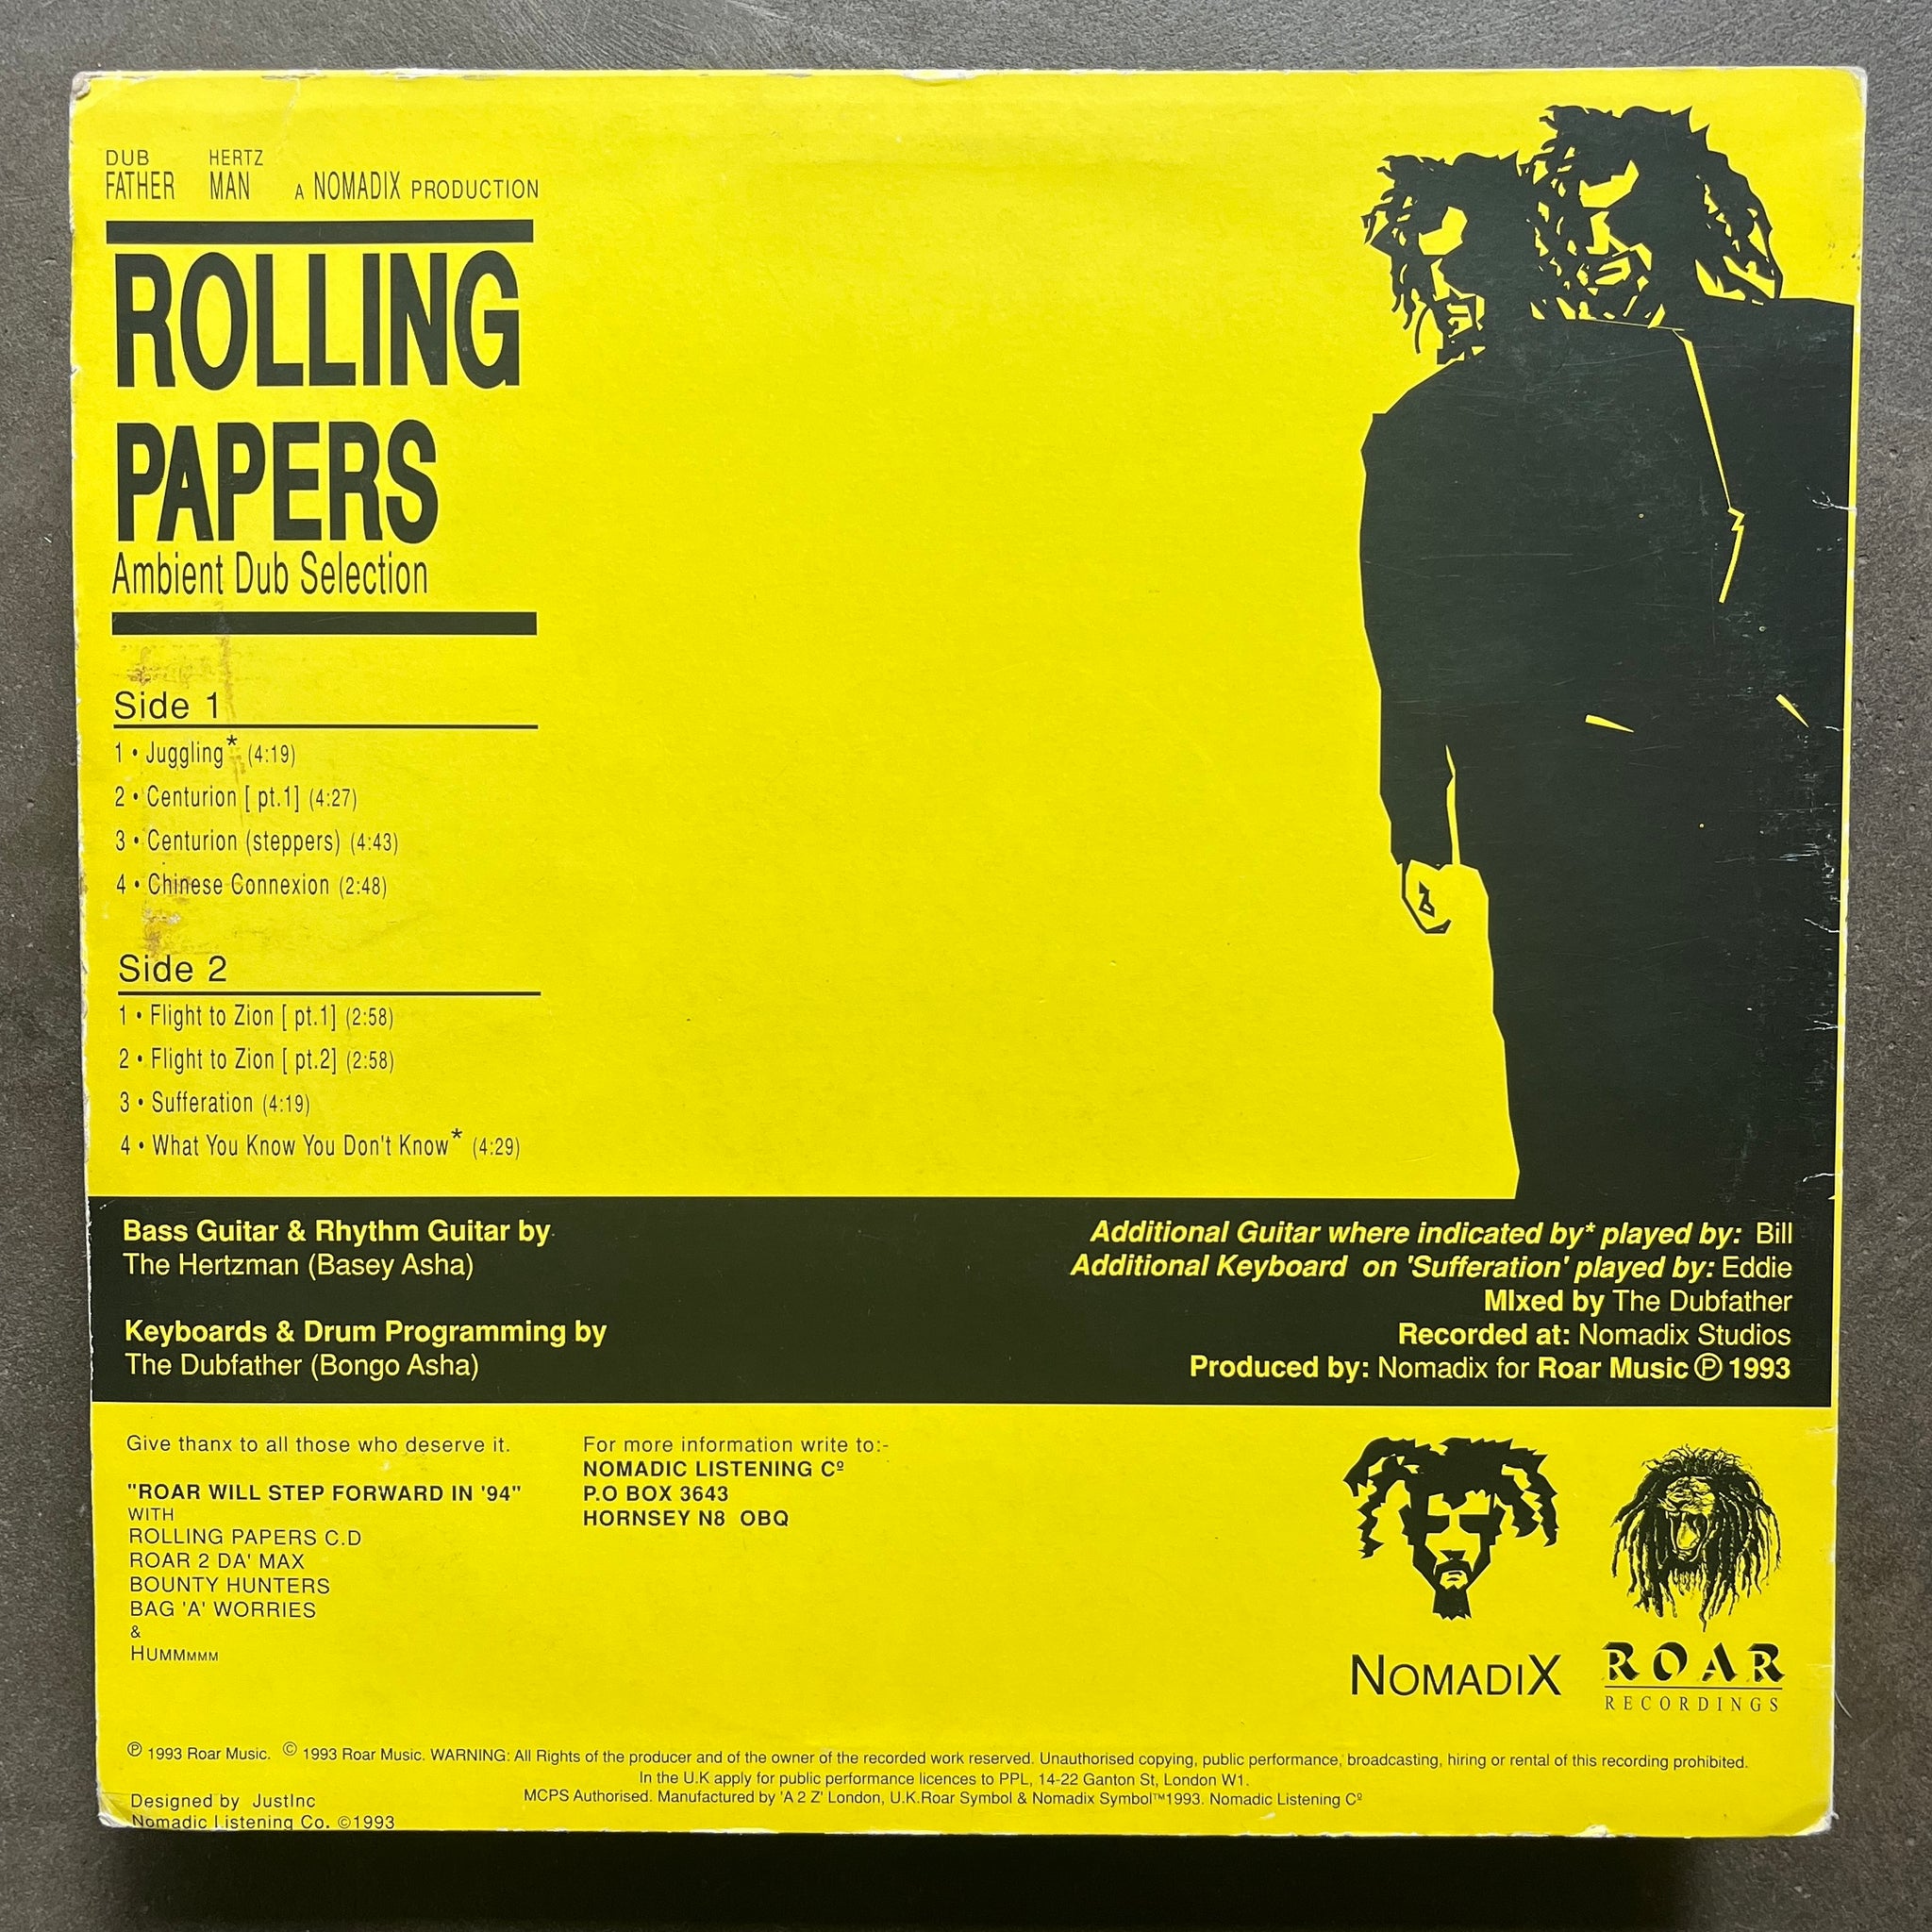 DUB HERTZ
FATHER MAN A NOMADIX PRODUCTION
ROLLING
PAPERS
Ambient Dub Selection
Side 1
1 • Juggling* (4:19)
2 • Centurion [ pt.1] (4:27)
3 • Centurion (steppers) (4:43)
4 • Chinese Connexion (2:48)
Side 2
1 • Flight to Zion [ pt.1] (2:58)
2 • Flight to Zion [ pt.2] (2:58)
3 • Sufferation (4:19)
4 • What You Know You Don't Know* (4:29)
Bass Guitar & Rhythm Guitar by
The Hertzman (Basey Asha)
Keyboards & Drum Programming by
The Dubfather (Bongo Asha)
Additional Guitar where indicated by* played by: Bill
Additional Keyboard on 'Sufferation' played by: Eddie
MIxed by The Dubfather
Recorded at: Nomadix Studios
Produced by: Nomadix for Roar Music ℗ 1993
Give thanx to all those who deserve it.
"ROAR WILL STEP FORWARD IN '94"
WITH
ROLLING PAPERS C.D
ROAR 2 DA' MAX
BOUNTY HUNTERS
BAG 'A' WORRIES
&
HUMMMMM
For more information write to:-
NOMADIC LISTENING Cº
P.O BOX 3643
HORNSEY N8 OBQ
NOMADIX
ROAR
RECORDINGS
℗ 1993 Roar Music. © 1993 Roar Music. WARNING: All Rights of the producer and of the owner of the recorded work reserved. Unauthorised copying, public performance, broadcasting, hiring or rental of this recording prohibited.
In the U.K apply for public performance licences to PPL, 14-22 Ganton St, London W1.
MCPS Authorised. Manufactured by 'A 2 Z' London, U.K.Roar Symbol & Nomadix Symbol™1993. Nomadic Listening Cº
Designed by JustInc
Nomadic Listening Co. ©1993